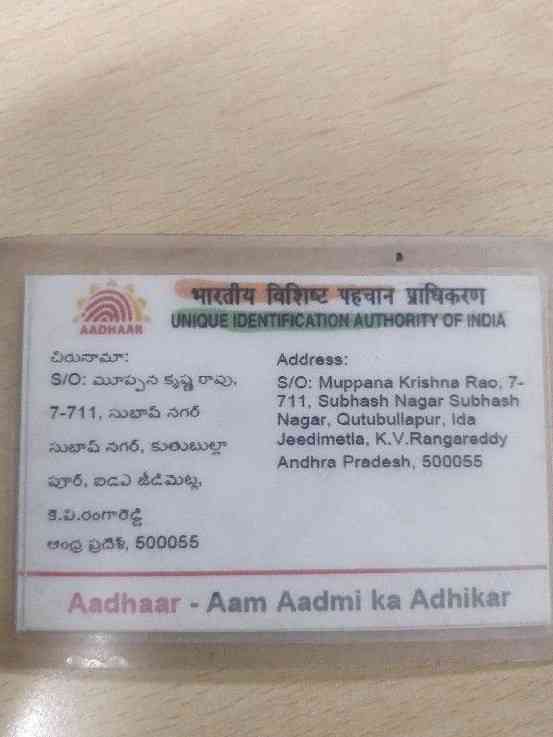 भारतीय विशिष्ट पहचान प्राधिकरण
AADHAAR
UNIQUE IDENTIFICATION AUTHORITY OF INDIA
చిరునామా:
S/O: మూప్పన కృష్ణ రావు,
7-711, సుబాష్ నగర్
సుబాష్ నగర్, కుతుబుల్లా
పూర్, ఐడఎ జీడిమెట్ల,
కె.వి.రంగారెడ్డి
ఆంధ్ర ప్రదేశ్, 500055
Address:
S/O: Muppana Krishna Rao, 7-
711, Subhash Nagar Subhash
Nagar, Qutubullapur, Ida
Jeedimetla, K.V.Rangareddy
Andhra Pradesh, 500055
Aadhaar - Aam Aadmi ka Adhikar